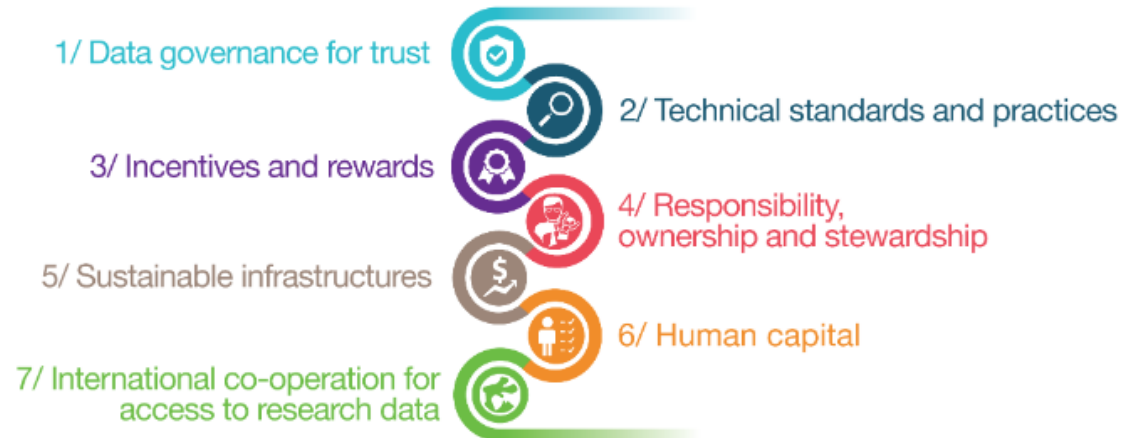 1/ Data governance for trust
2/ Technical standards and practices
3/ Incentives and rewards
4/ Responsibility,
ownership and stewardship
5/ Sustainable infrastructures
$
6/ Human capital
7/ International co-operation for
access to research data